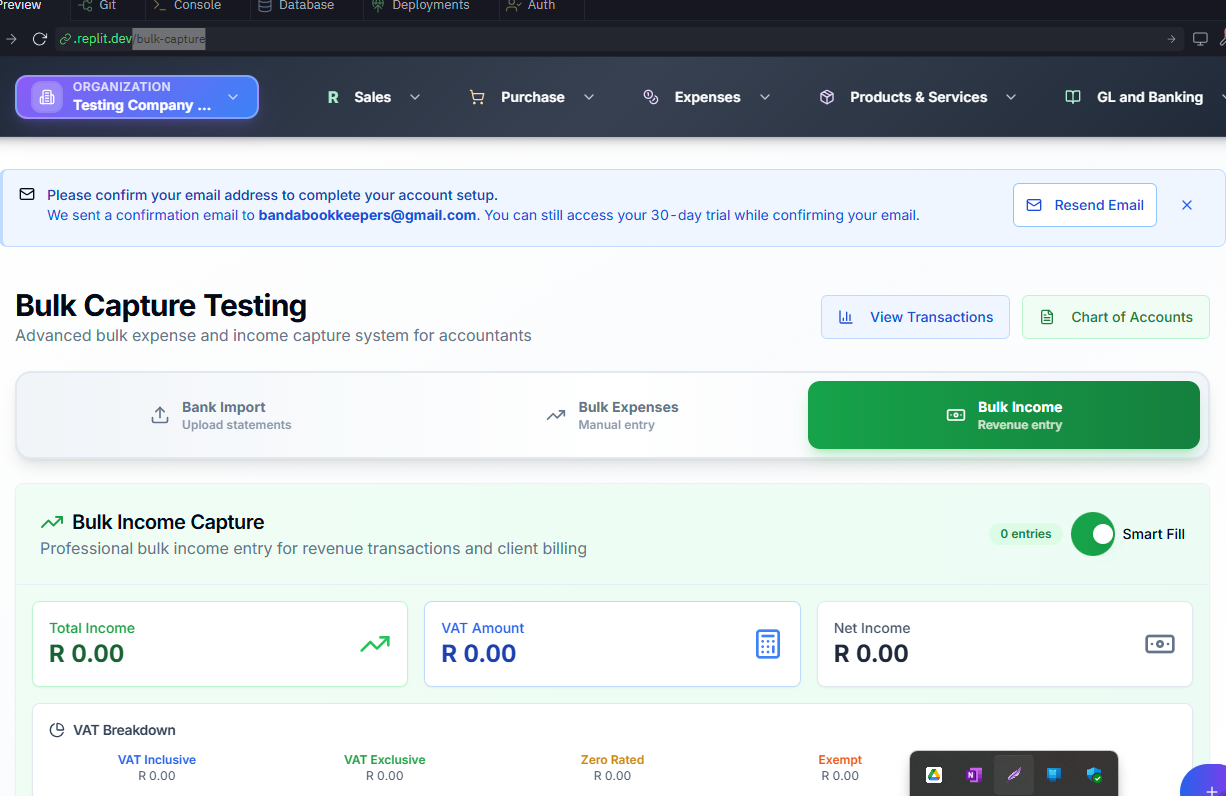 Preview Git Console Database Deployments Auth
.replit.dev/bulk-capture
ORGANIZATION
Testing Company ...
R Sales Purchase Expenses Products & Services GL and Banking
Please confirm your email address to complete your account setup.
We sent a confirmation email to bandabookkeepers@gmail.com. You can still access your 30-day trial while confirming your email.
Resend Email
Bulk Capture Testing
Advanced bulk expense and income capture system for accountants
View Transactions Chart of Accounts
Bank Import
Upload statements
Bulk Expenses
Manual entry
Bulk Income
Revenue entry
Bulk Income Capture
Professional bulk income entry for revenue transactions and client billing
0 entries Smart Fill
Total Income
R 0.00
VAT Amount
R 0.00
Net Income
R 0.00
VAT Breakdown
VAT Inclusive VAT Exclusive Zero Rated Exempt
R 0.00 R 0.00 R 0.00 R 0.00